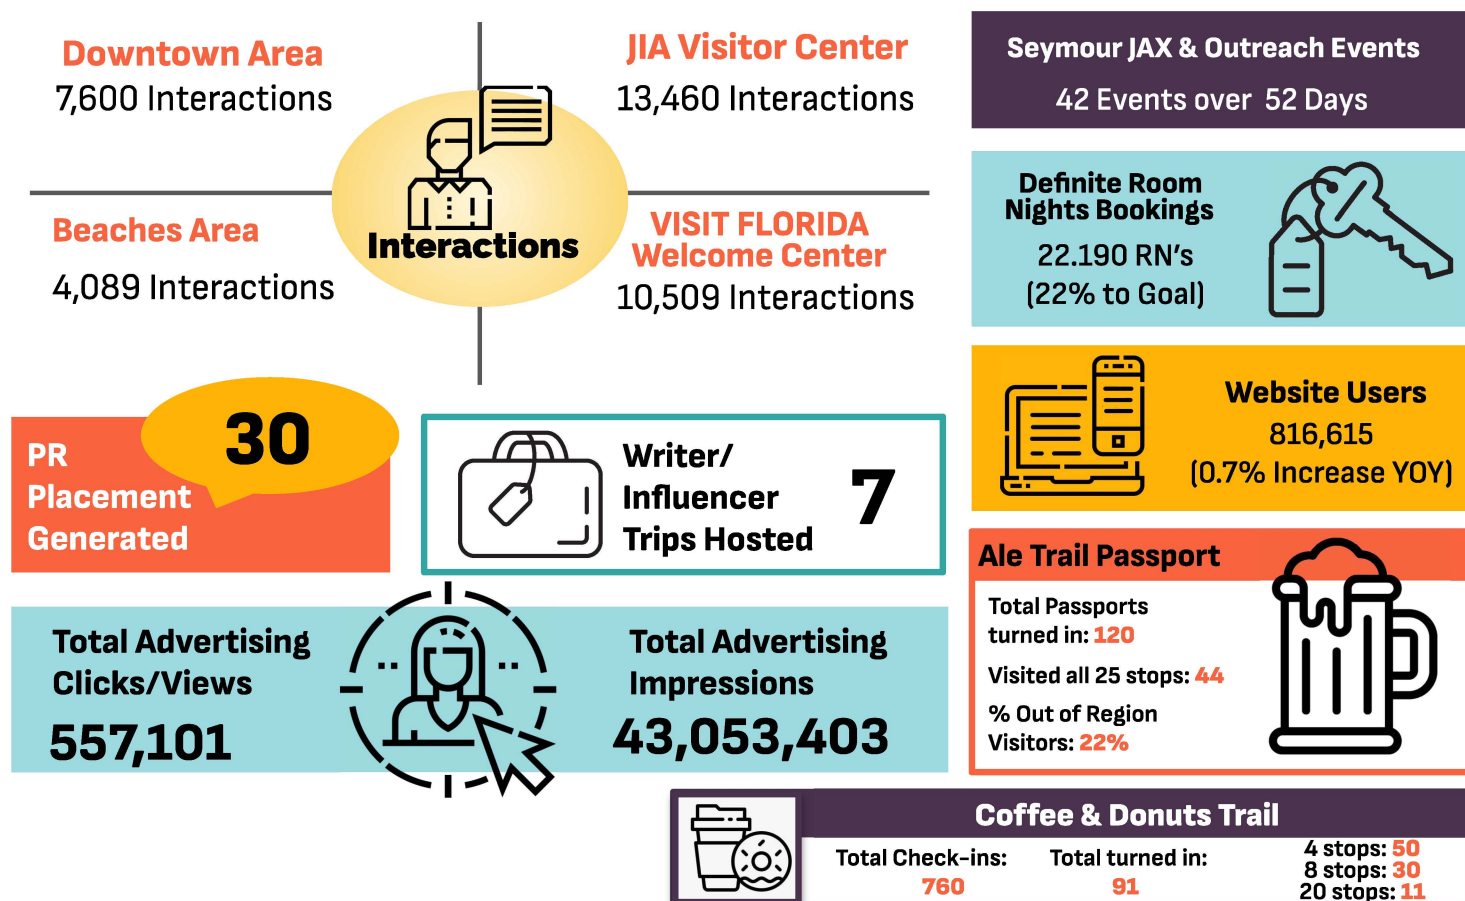 Downtown Area
7,600 Interactions
JIA Visitor Center
13,460 Interactions
Interactions
Beaches Area
4,089 Interactions
VISIT FLORIDA
Welcome Center
10,509 Interactions
Seymour JAX & Outreach Events
42 Events over 52 Days
Definite Room
Nights Bookings
22.190 RN's
(22% to Goal)
Website Users
816,615
(0.7% Increase YOY)
PR
Placement
Generated
30
Writer/
Influencer
Trips Hosted
7
Total Advertising
Clicks/Views
557,101
Total Advertising
Impressions
43,053,403
Ale Trail Passport
Total Passports
turned in: 120
Visited all 25 stops: 44
% Out of Region
Visitors: 22%
Coffee & Donuts Trail
Total Check-ins:
760
Total turned in:
91
4 stops: 50
8 stops: 30
20 stops: 11